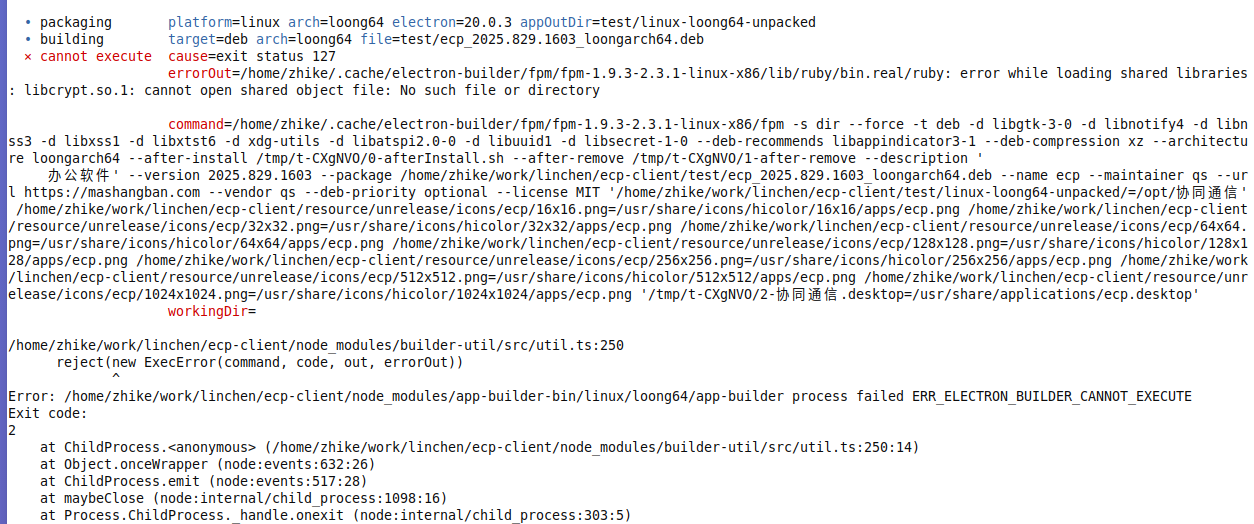 • packaging       platform=linux arch=loong64 electron=20.0.3 appOutDir=test/linux-loong64-unpacked
• building        target=deb arch=loong64 file=test/ecp_2025.829.1603_loongarch64.deb
⨯ cannot execute  cause=exit status 127
errorOut=/home/zhike/.cache/electron-builder/fpm/fpm-1.9.3-2.3.1-linux-x86/lib/ruby/bin.real/ruby: error while loading shared libraries
: libcrypt.so.1: cannot open shared object file: No such file or directory
command=/home/zhike/.cache/electron-builder/fpm/fpm-1.9.3-2.3.1-linux-x86/fpm -s dir --force -t deb -d libgtk-3-0 -d libnotify4 -d libn
ss3 -d libxss1 -d libxtst6 -d xdg-utils -d libatspi2.0-0 -d libuuid1 -d libsecret-1-0 --deb-recommends libappindicator3-1 --deb-compression xz --architectu
re loongarch64 --after-install /tmp/t-CXgNVO/0-afterInstall.sh --after-remove /tmp/t-CXgNVO/1-after-remove --description '
办公软件' --version 2025.829.1603 --package /home/zhike/work/linchen/ecp-client/test/ecp_2025.829.1603_loongarch64.deb --name ecp --maintainer qs --ur
l https://mashangban.com --vendor qs --deb-priority optional --license MIT '/home/zhike/work/linchen/ecp-client/test/linux-loong64-unpacked/=/opt/协同通信'
/home/zhike/work/linchen/ecp-client/resource/unrelease/icons/ecp/16x16.png=/usr/share/icons/hicolor/16x16/apps/ecp.png /home/zhike/work/linchen/ecp-client
/resource/unrelease/icons/ecp/32x32.png=/usr/share/icons/hicolor/32x32/apps/ecp.png /home/zhike/work/linchen/ecp-client/resource/unrelease/icons/ecp/64x64.
png=/usr/share/icons/hicolor/64x64/apps/ecp.png /home/zhike/work/linchen/ecp-client/resource/unrelease/icons/ecp/128x128.png=/usr/share/icons/hicolor/128x1
28/apps/ecp.png /home/zhike/work/linchen/ecp-client/resource/unrelease/icons/ecp/256x256.png=/usr/share/icons/hicolor/256x256/apps/ecp.png /home/zhike/work
/linchen/ecp-client/resource/unrelease/icons/ecp/512x512.png=/usr/share/icons/hicolor/512x512/apps/ecp.png /home/zhike/work/linchen/ecp-client/resource/unr
elease/icons/ecp/1024x1024.png=/usr/share/icons/hicolor/1024x1024/apps/ecp.png '/tmp/t-CXgNVO/2-协同通信.desktop=/usr/share/applications/ecp.desktop'
workingDir=
/home/zhike/work/linchen/ecp-client/node_modules/builder-util/src/util.ts:250
reject(new ExecError(command, code, out, errorOut))
^
Error: /home/zhike/work/linchen/ecp-client/node_modules/app-builder-bin/linux/loong64/app-builder process failed ERR_ELECTRON_BUILDER_CANNOT_EXECUTE
Exit code:
2
at ChildProcess.<anonymous> (/home/zhike/work/linchen/ecp-client/node_modules/builder-util/src/util.ts:250:14)
at Object.onceWrapper (node:events:632:26)
at ChildProcess.emit (node:events:517:28)
at maybeClose (node:internal/child_process:1098:16)
at Process.ChildProcess._handle.onexit (node:internal/child_process:303:5)